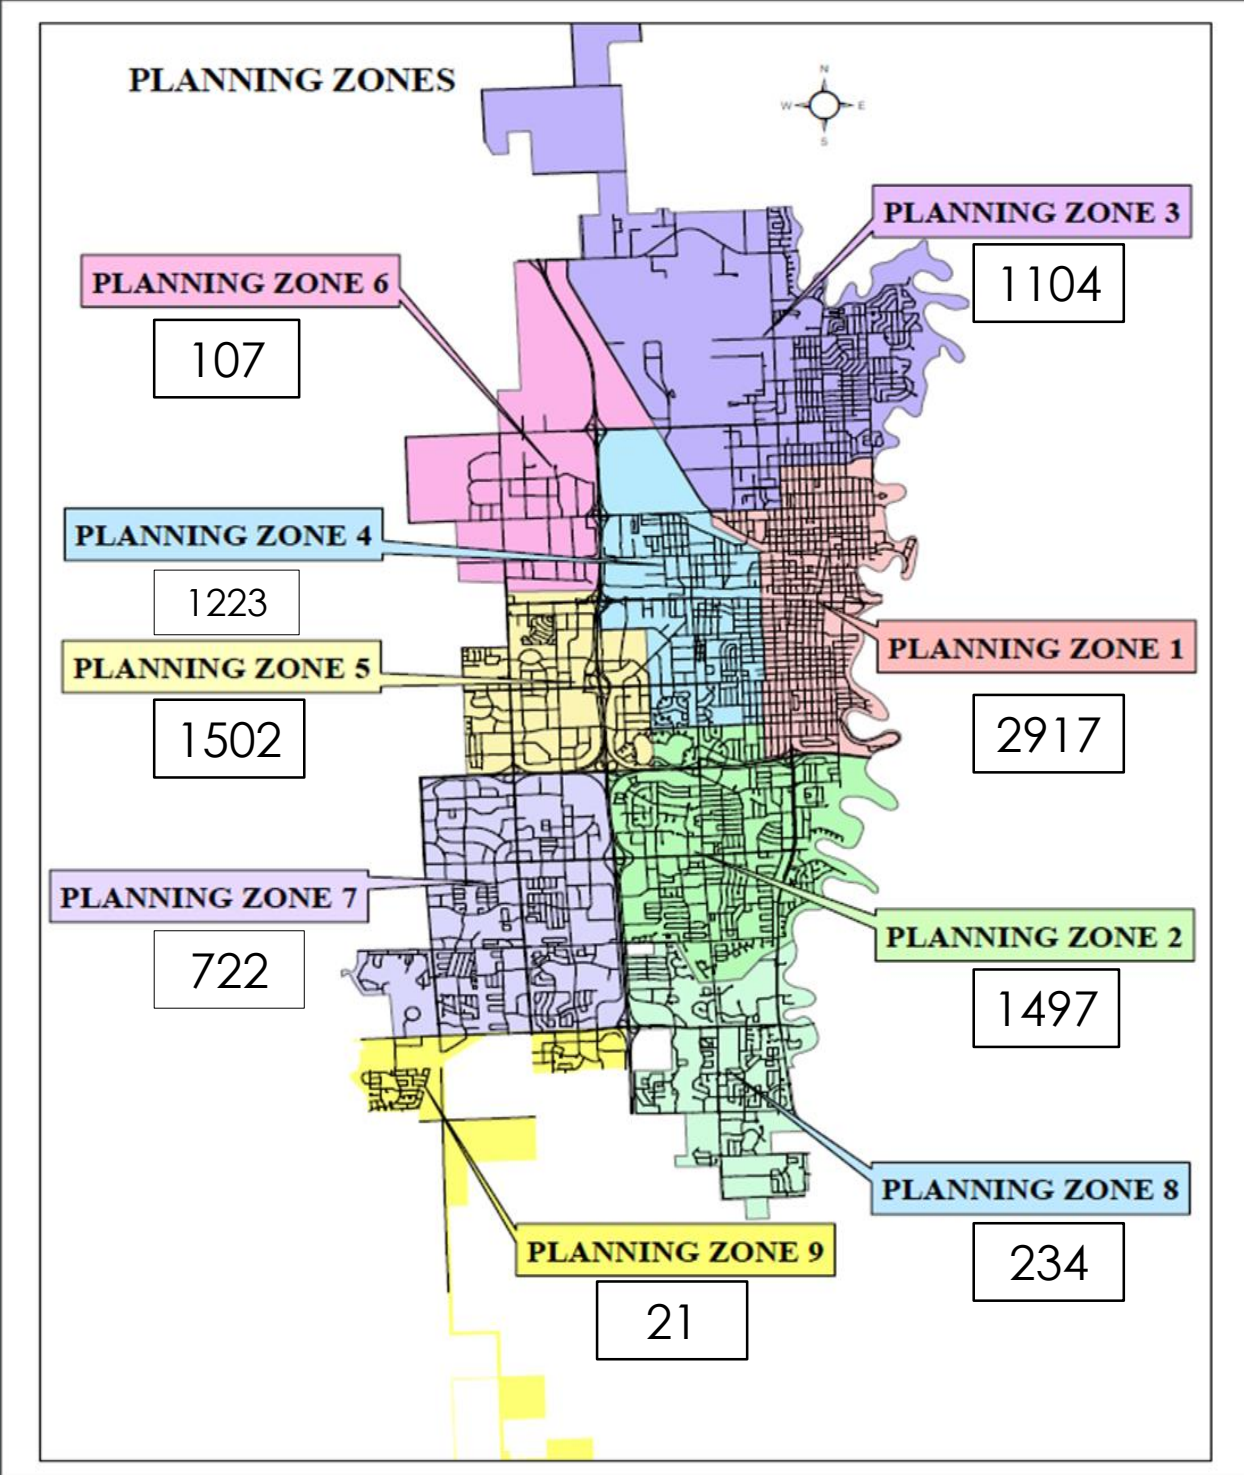 PLANNING ZONES
N
W E
S
PLANNING ZONE 3
1104
PLANNING ZONE 6
107
PLANNING ZONE 4
1223
PLANNING ZONE 5
1502
PLANNING ZONE 1
2917
PLANNING ZONE 7
722
PLANNING ZONE 2
1497
PLANNING ZONE 8
234
PLANNING ZONE 9
21